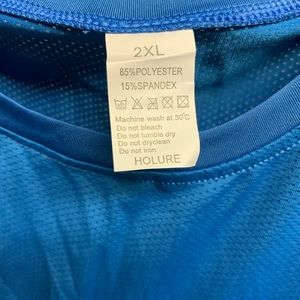 2XL
85%POLYESTER
15%SPANDEX
Machine wash at 30℃
Do not bleach
Do not tumble dry
Do not dryclean
Do not iron
HOLURE